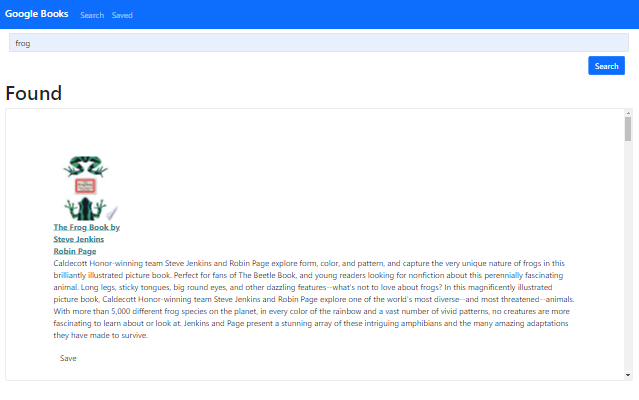 Google Books Search Saved
frog
Search
Found
The Frog Book by
Steve Jenkins
Robin Page
Caldecott Honor-winning team Steve Jenkins and Robin Page explore form, color, and pattern, and capture the very unique nature of frogs in this
brilliantly illustrated picture book. Perfect for fans of The Beetle Book, and young readers looking for nonfiction about this perennially fascinating
animal. Long legs, sticky tongues, big round eyes, and other dazzling features--what's not to love about frogs? In this magnificently illustrated
picture book, Caldecott Honor-winning team Steve Jenkins and Robin Page explore one of the world's most diverse--and most threatened--animals.
With more than 5,000 different frog species on the planet, in every color of the rainbow and a vast number of vivid patterns, no creatures are more
fascinating to learn about or look at. Jenkins and Page present a stunning array of these intriguing amphibians and the many amazing adaptations
they have made to survive.
Save